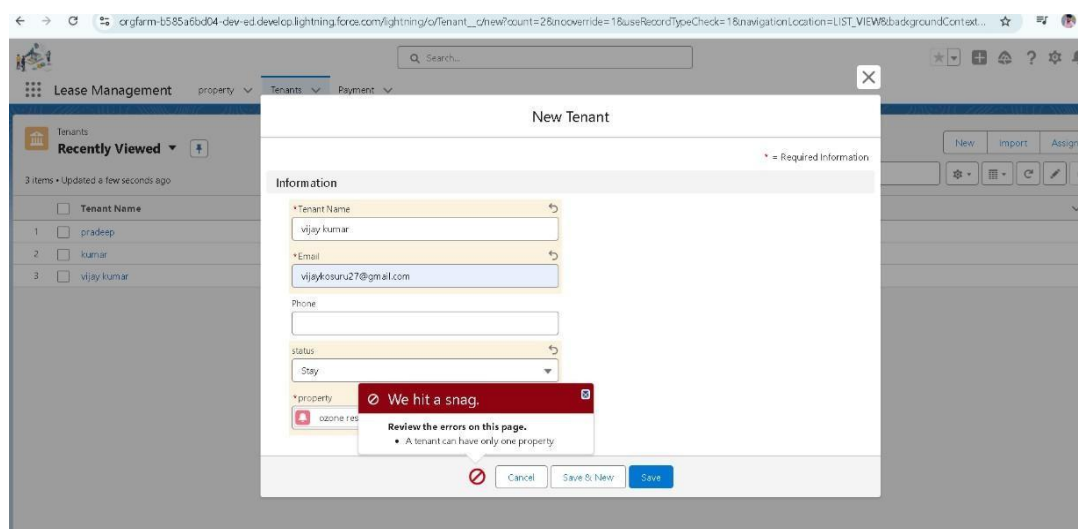 orgfarm-b585a6bd04-dev-ed.develop.lightning.force.com/lightning/o/Tenant__c/new?count=2&nooverride=1&useRecordTypeCheck=1&navigationLocation=LIST_VIEW&backgroundContext...
Search...
Lease Management property Tenants Payment
New Tenant
Tenants
Recently Viewed
New Import Assign
* = Required Information
3 items • Updated a few seconds ago
Information
Tenant Name
1 pradeep
2 kumar
3 vijay kumar
*Tenant Name
vijay kumar
*Email
vijaykosuru27@gmail.com
Phone
status
Stay
*property
ozone res
We hit a snag.
Review the errors on this page.
• A tenant can have only one property
Cancel Save & New Save